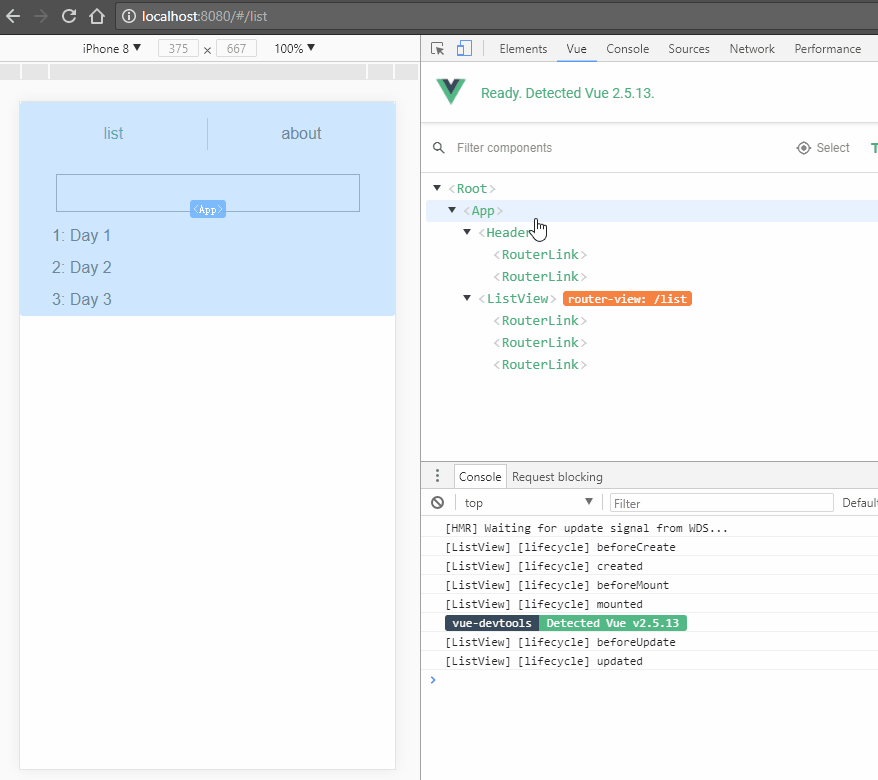 localhost:8080/#/list
iPhone 8 ▼ 375 x 667 100% ▼
Elements Vue Console Sources Network Performance
Ready. Detected Vue 2.5.13.
Filter components Select T
list about
<App>
1: Day 1
2: Day 2
3: Day 3
<Root>
<App>
<Header
<RouterLink>
<RouterLink>
<ListView> router-view: /list
<RouterLink>
<RouterLink>
<RouterLink>
Console Request blocking
top ▼ Filter Default
[HMR] Waiting for update signal from WDS...
[ListView] [lifecycle] beforeCreate
[ListView] [lifecycle] created
[ListView] [lifecycle] beforeMount
[ListView] [lifecycle] mounted
vue-devtools Detected Vue v2.5.13
[ListView] [lifecycle] beforeUpdate
[ListView] [lifecycle] updated